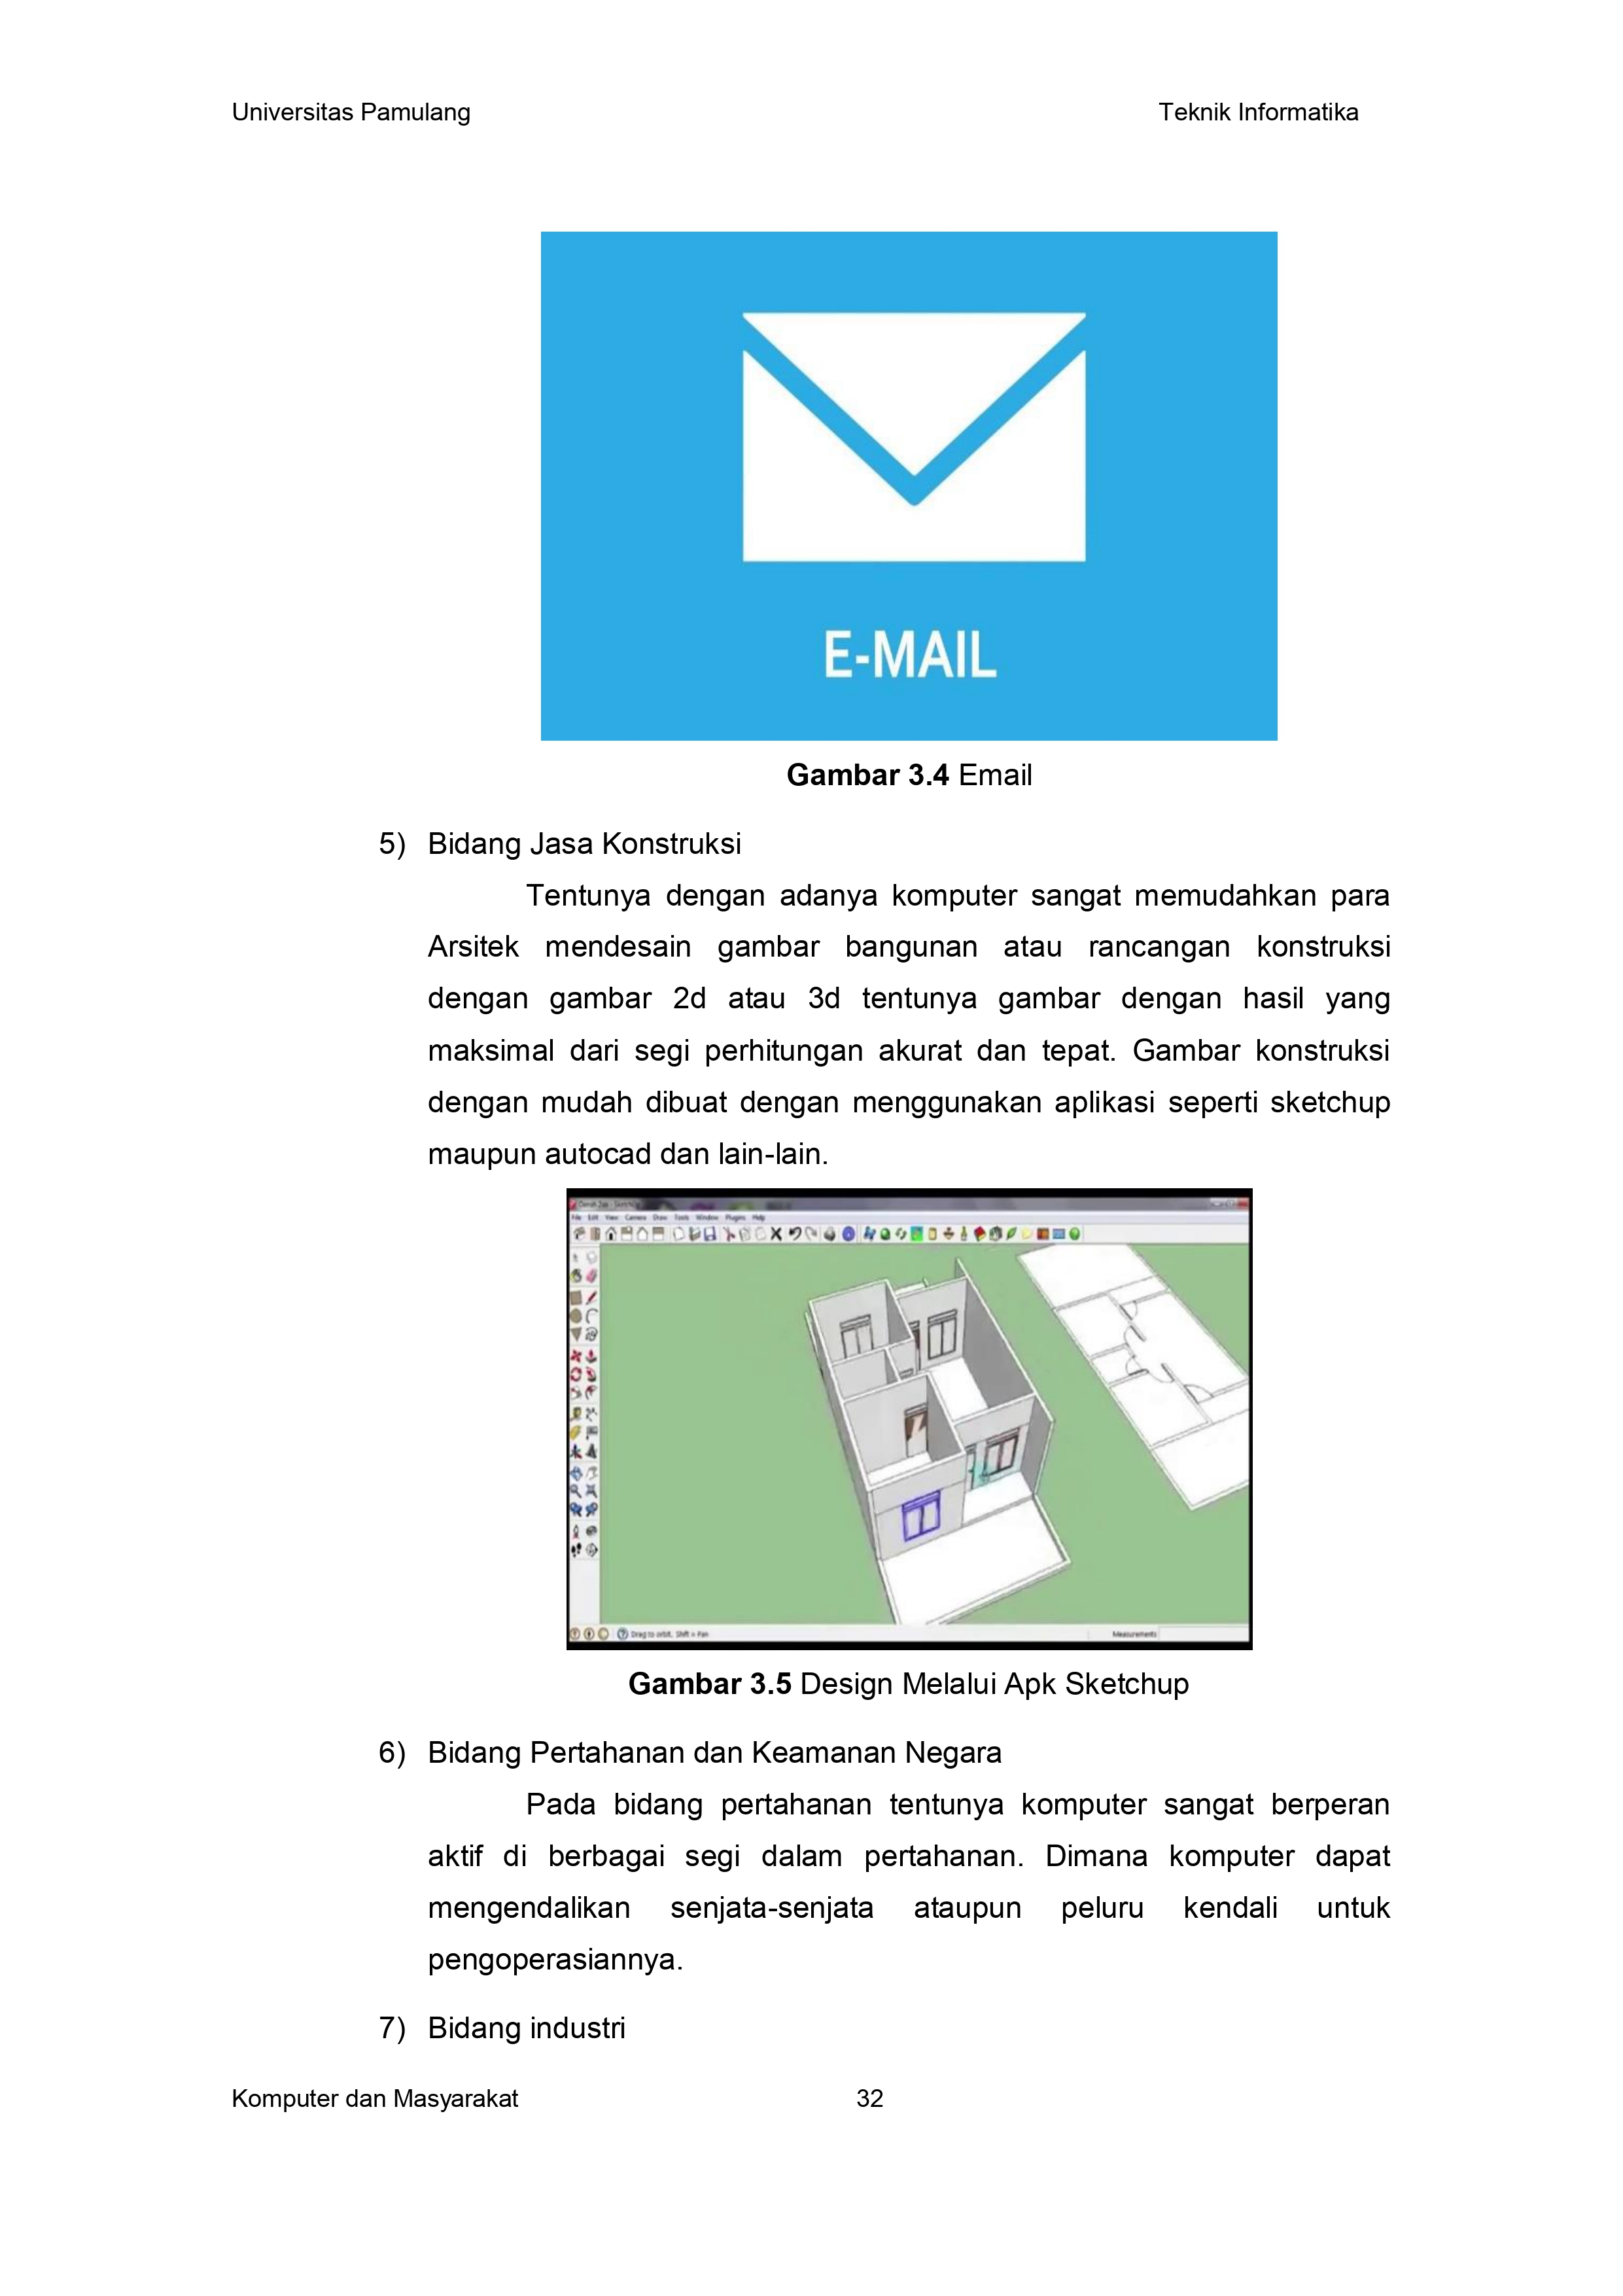 Universitas Pamulang Teknik Informatika
E-MAIL
Gambar 3.4 Email
5) Bidang Jasa Konstruksi
Tentunya dengan adanya komputer sangat memudahkan para
Arsitek mendesain gambar bangunan atau rancangan konstruksi
dengan gambar 2d atau 3d tentunya gambar dengan hasil yang
maksimal dari segi perhitungan akurat dan tepat. Gambar konstruksi
dengan mudah dibuat dengan menggunakan aplikasi seperti sketchup
maupun autocad dan lain-lain.
File Edit View Camera Draw Tools Window Plugins Help
Drag to orbit. Shift = Pan Measurements
Gambar 3.5 Design Melalui Apk Sketchup
6) Bidang Pertahanan dan Keamanan Negara
Pada bidang pertahanan tentunya komputer sangat berperan
aktif di berbagai segi dalam pertahanan. Dimana komputer dapat
mengendalikan senjata-senjata ataupun peluru kendali untuk
pengoperasiannya.
7) Bidang industri
Komputer dan Masyarakat 32